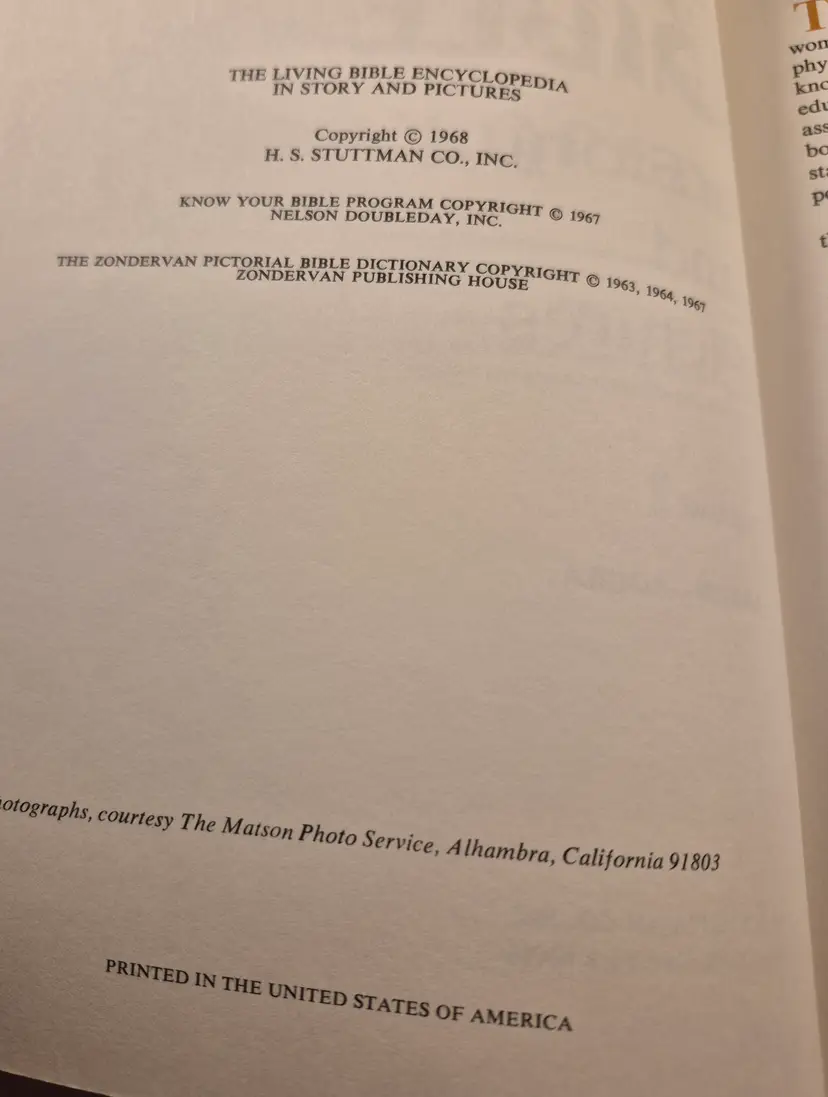 THE LIVING BIBLE ENCYCLOPEDIA
IN STORY AND PICTURES
Copyright © 1968
H. S. STUTTMAN CO., INC.
KNOW YOUR BIBLE PROGRAM COPYRIGHT © 1967
NELSON DOUBLEDAY, INC.
THE ZONDERVAN PICTORIAL BIBLE DICTIONARY COPYRIGHT © 1963, 1964, 1967
ZONDERVAN PUBLISHING HOUSE
otographs, courtesy The Matson Photo Service, Alhambra, California 91803
PRINTED IN THE UNITED STATES OF AMERICA